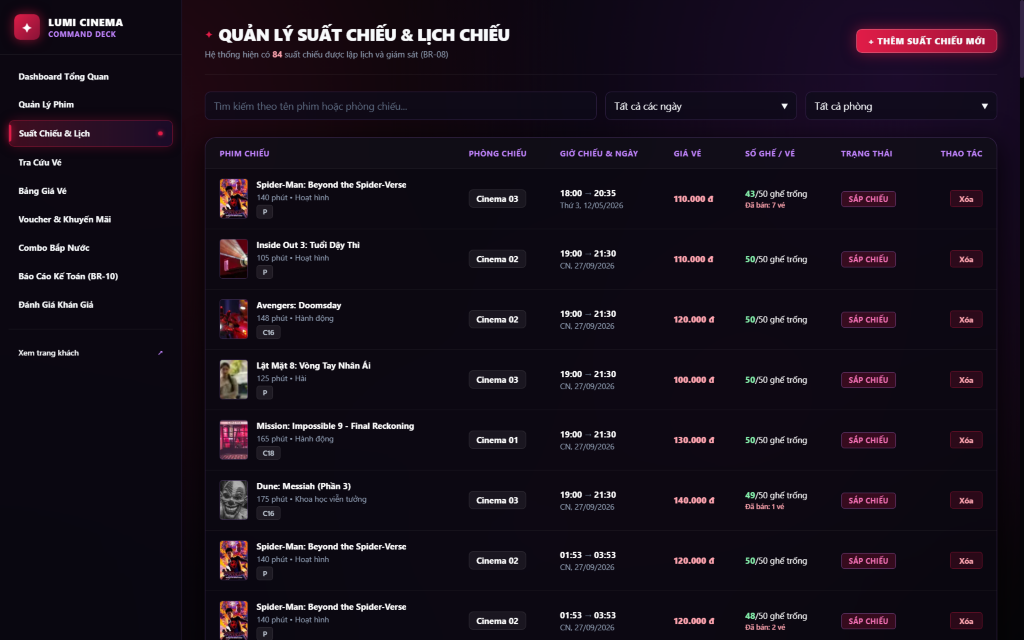 LUMI CINEMA
COMMAND DECK
Dashboard Tổng Quan
Quản Lý Phim
Suất Chiếu & Lịch
Tra Cứu Vé
Bảng Giá Vé
Voucher & Khuyến Mãi
Combo Bắp Nước
Báo Cáo Kế Toán (BR-10)
Đánh Giá Khán Giả
Xem trang khách ↗
✦ QUẢN LÝ SUẤT CHIẾU & LỊCH CHIẾU
Hệ thống hiện có 84 suất chiếu được lập lịch và giám sát (BR-08)
+ THÊM SUẤT CHIẾU MỚI
Tìm kiếm theo tên phim hoặc phòng chiếu...
Tất cả các ngày
Tất cả phòng
PHIM CHIẾU PHÒNG CHIẾU GIỜ CHIẾU & NGÀY GIÁ VÉ SỐ GHẾ / VÉ TRẠNG THÁI THAO TÁC
Spider-Man: Beyond the Spider-Verse
140 phút • Hoạt hình
P
Cinema 03
18:00 → 20:35
Thứ 3, 12/05/2026
110.000 đ
43/50 ghế trống
Đã bán: 7 vé
SẮP CHIẾU
Xóa
Inside Out 3: Tuổi Dậy Thì
105 phút • Hoạt hình
P
Cinema 02
19:00 → 21:30
CN, 27/09/2026
110.000 đ
50/50 ghế trống
SẮP CHIẾU
Xóa
Avengers: Doomsday
148 phút • Hành động
C16
Cinema 02
19:00 → 21:30
CN, 27/09/2026
120.000 đ
50/50 ghế trống
SẮP CHIẾU
Xóa
Lật Mặt 8: Vòng Tay Nhân Ái
125 phút • Hài
P
Cinema 03
19:00 → 21:30
CN, 27/09/2026
100.000 đ
50/50 ghế trống
SẮP CHIẾU
Xóa
Mission: Impossible 9 - Final Reckoning
165 phút • Hành động
C18
Cinema 01
19:00 → 21:30
CN, 27/09/2026
130.000 đ
50/50 ghế trống
SẮP CHIẾU
Xóa
Dune: Messiah (Phần 3)
175 phút • Khoa học viễn tưởng
C16
Cinema 03
19:00 → 21:30
CN, 27/09/2026
140.000 đ
49/50 ghế trống
Đã bán: 1 vé
SẮP CHIẾU
Xóa
Spider-Man: Beyond the Spider-Verse
140 phút • Hoạt hình
P
Cinema 02
01:53 → 03:53
CN, 27/09/2026
120.000 đ
50/50 ghế trống
SẮP CHIẾU
Xóa
Spider-Man: Beyond the Spider-Verse
140 phút • Hoạt hình
P
Cinema 02
01:53 → 03:53
CN, 27/09/2026
120.000 đ
48/50 ghế trống
Đã bán: 2 vé
SẮP CHIẾU
Xóa